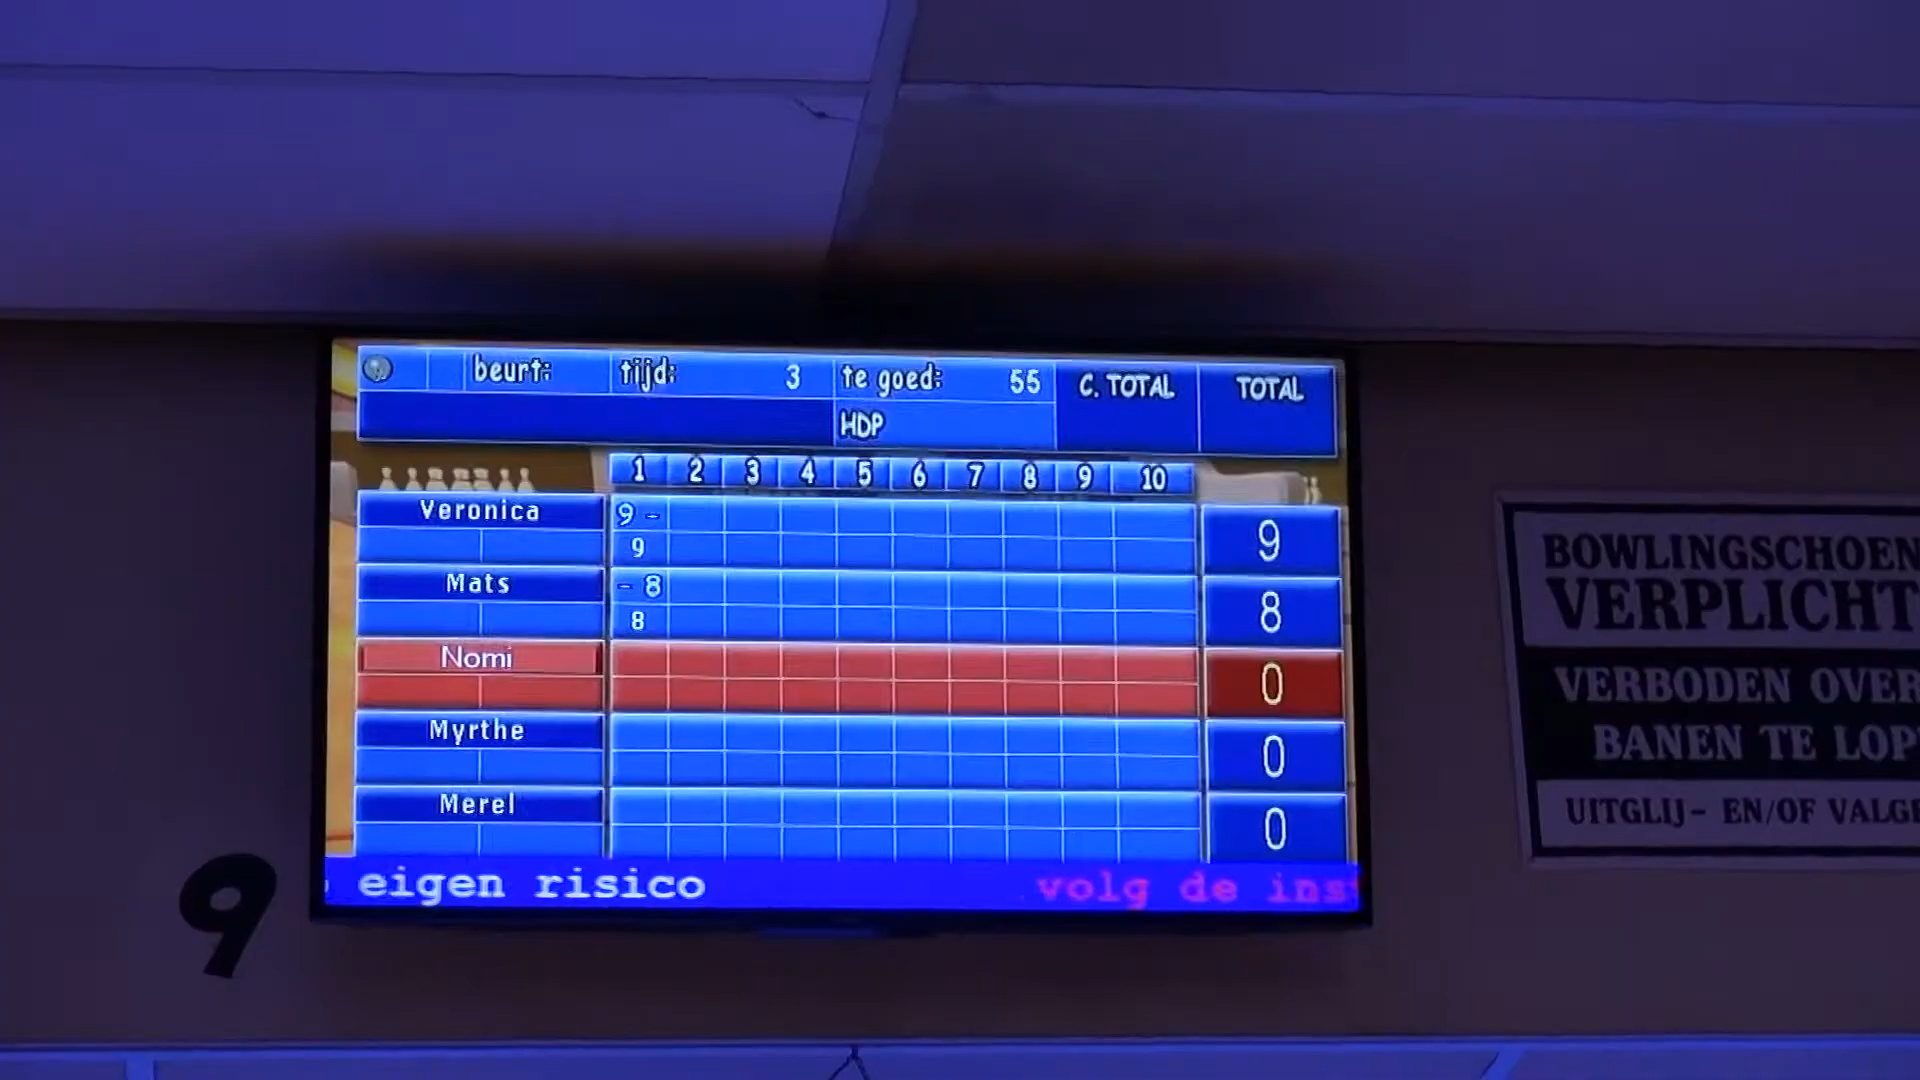 beurt: tijd: 3 te goed: 55 C. TOTAL TOTAL
HDP
1 2 3 4 5 6 7 8 9 10
Veronica 9 - 9
9
Mats - 8 8
8
Nomi 0
Myrthe 0
Merel 0
eigen risico volg de ins
9
BOWLINGSCHOEN
VERPLICHT
VERBODEN OVER
BANEN TE LOP
UITGLIJ- EN/OF VALGE